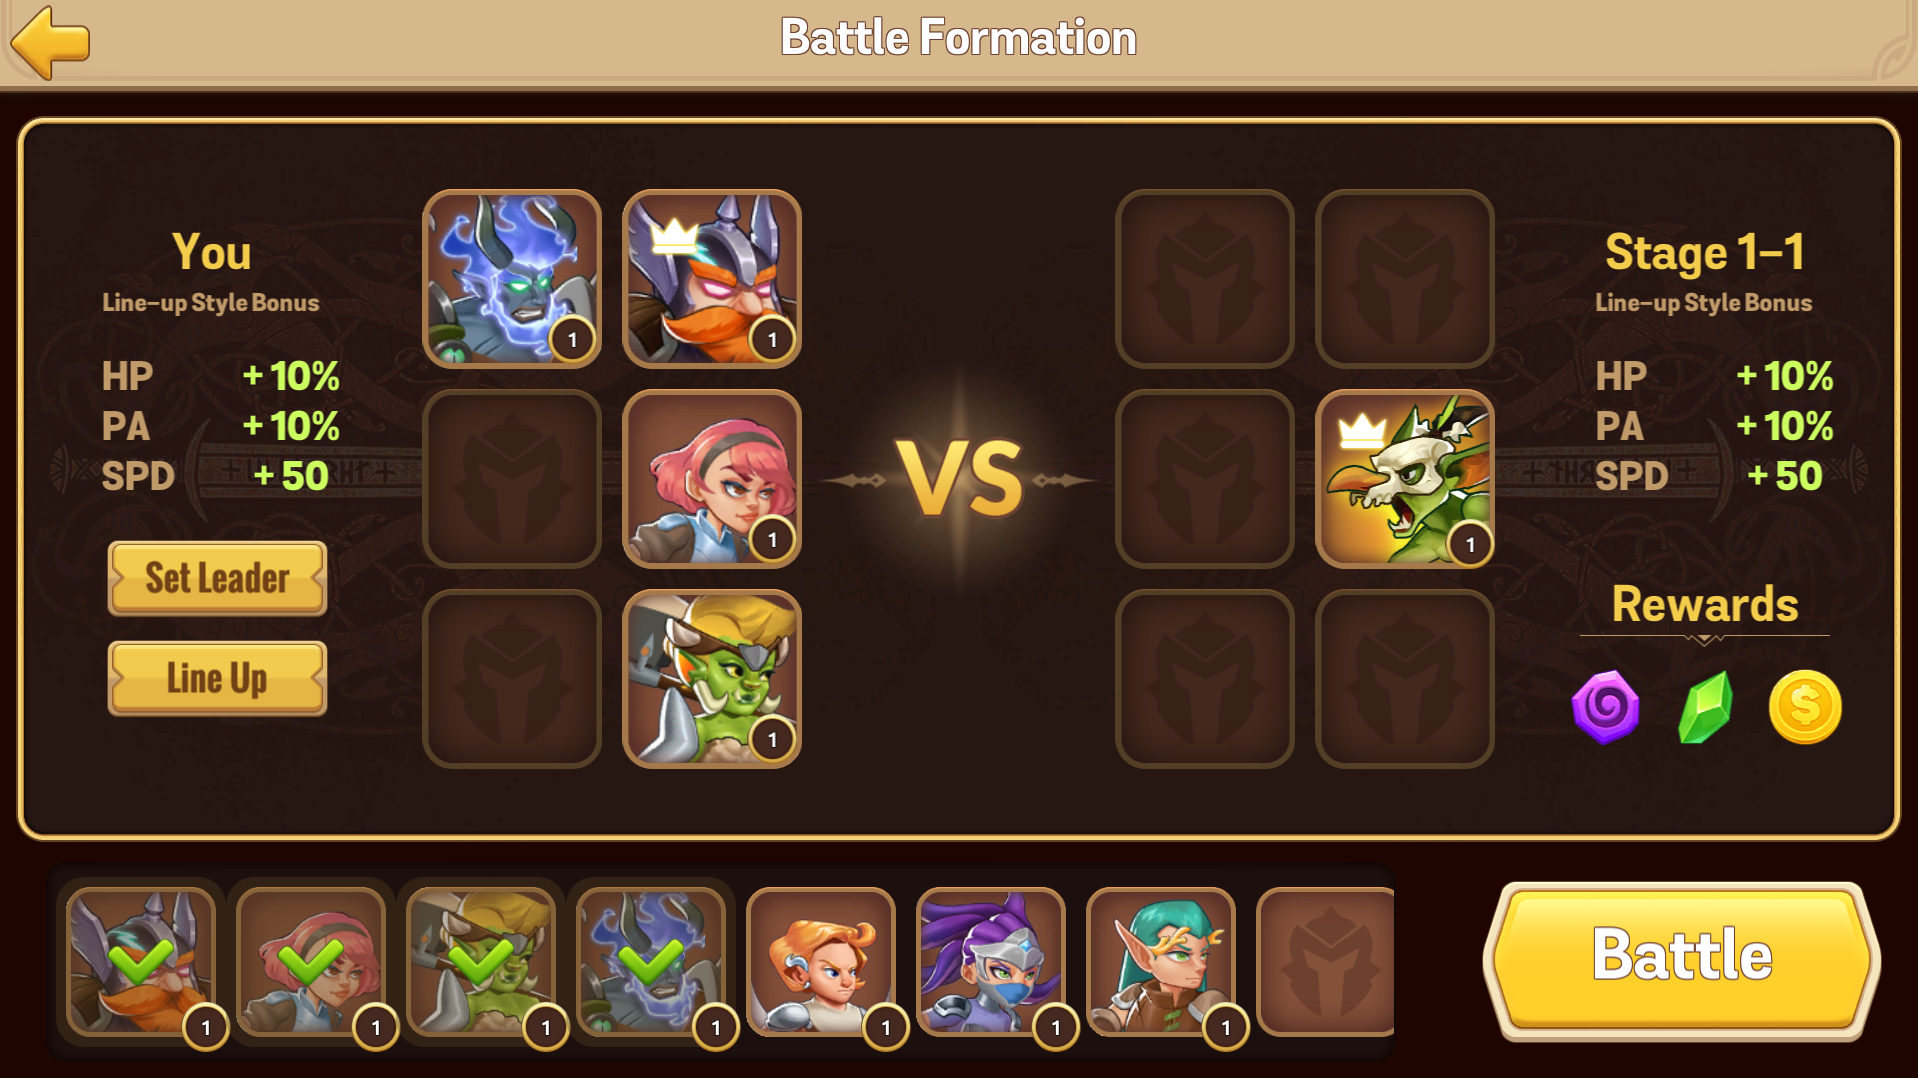 Battle Formation
You
Line-up Style Bonus
HP +10%
PA +10%
SPD +50
Set Leader
Line Up
1
1
1
1
VS
1
Stage 1-1
Line-up Style Bonus
HP +10%
PA +10%
SPD +50
Rewards
1
1
1
1
1
1
1
Battle